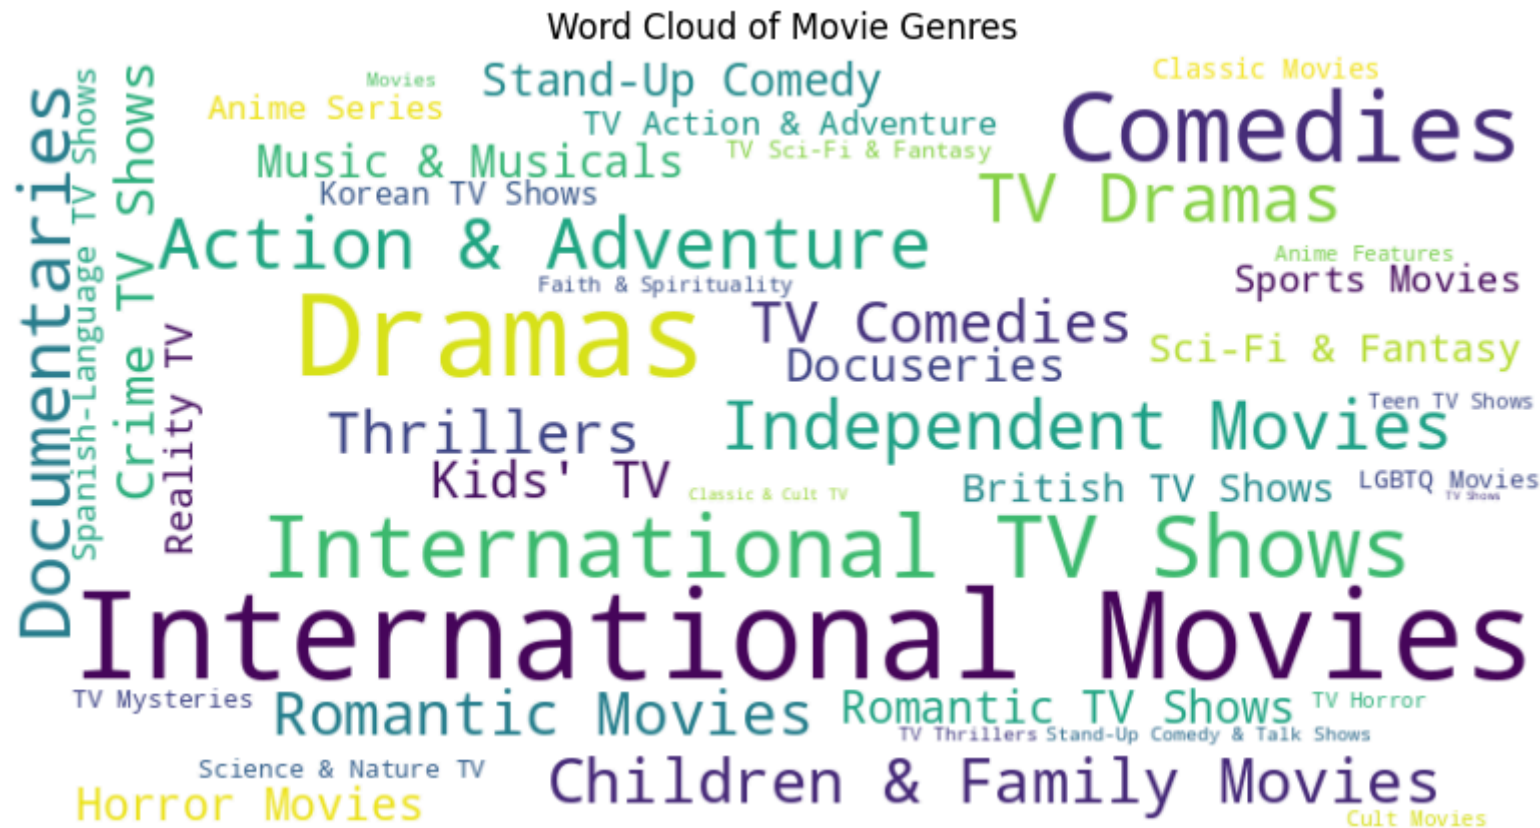 Word Cloud of Movie Genres
Movies
Stand-Up Comedy
Classic Movies
Anime Series
TV Action & Adventure
Comedies
Music & Musicals
TV Sci-Fi & Fantasy
Korean TV Shows
TV Dramas
Action & Adventure
Anime Features
Faith & Spirituality
Sports Movies
Dramas
TV Comedies
Docuseries
Sci-Fi & Fantasy
Documentaries
Spanish-Language TV Shows
Crime TV Shows
Reality TV
Thrillers
Independent Movies
Teen TV Shows
Kids' TV
Classic & Cult TV
British TV Shows
LGBTQ Movies
TV Shows
International TV Shows
International Movies
TV Mysteries
Romantic Movies
Romantic TV Shows
TV Horror
TV Thrillers
Stand-Up Comedy & Talk Shows
Science & Nature TV
Children & Family Movies
Horror Movies
Cult Movies